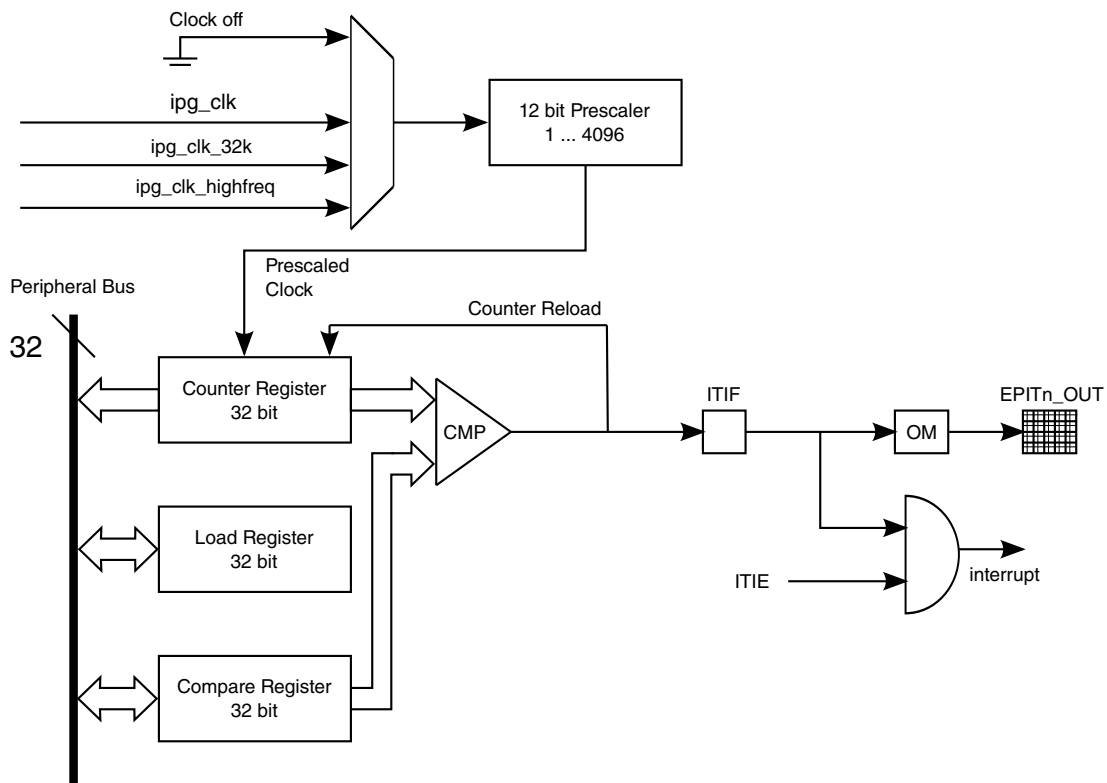 Clock off
ipg_clk
ipg_clk_32k
ipg_clk_highfreq
12 bit Prescaler
1 ... 4096
Prescaled
Clock
Peripheral Bus
32
Counter Reload
Counter Register
32 bit
CMP
ITIF
OM
EPITn_OUT
Load Register
32 bit
ITIE
interrupt
Compare Register
32 bit